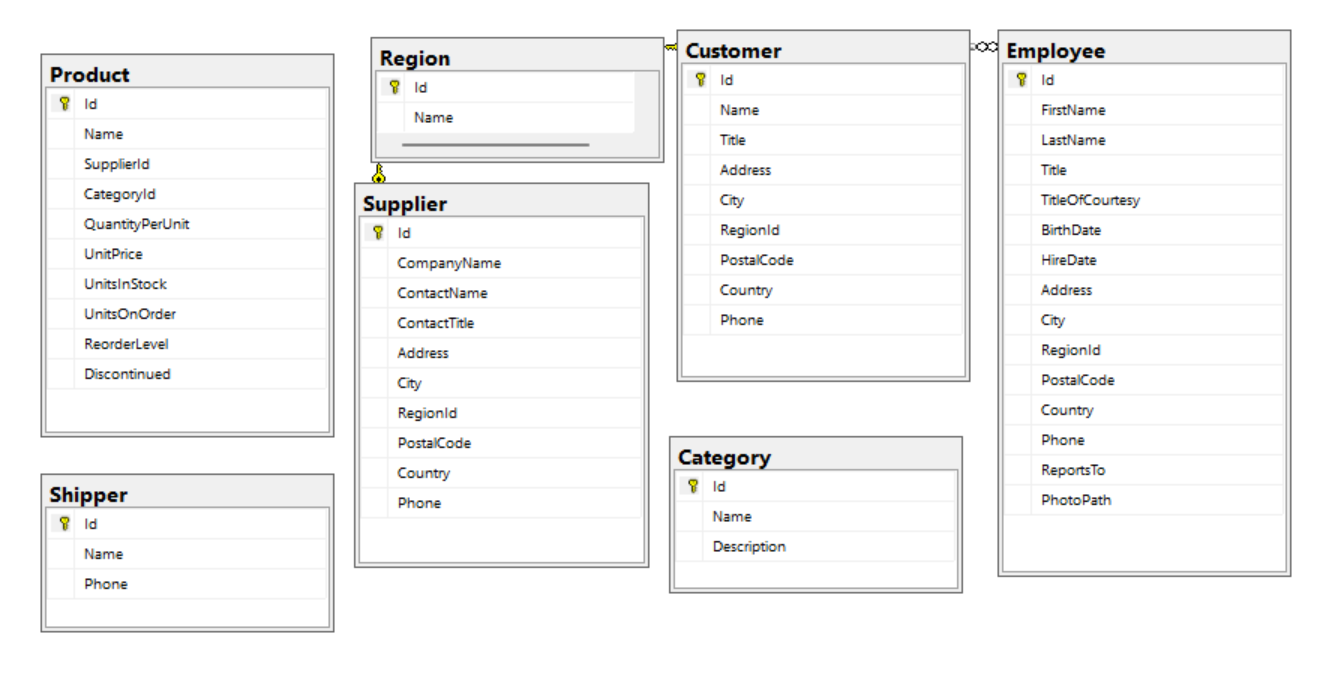 Product
Id
Name
SupplierId
CategoryId
QuantityPerUnit
UnitPrice
UnitsInStock
UnitsOnOrder
ReorderLevel
Discontinued
Shipper
Id
Name
Phone
Region
Id
Name
Supplier
Id
CompanyName
ContactName
ContactTitle
Address
City
RegionId
PostalCode
Country
Phone
Customer
Id
Name
Title
Address
City
RegionId
PostalCode
Country
Phone
Category
Id
Name
Description
Employee
Id
FirstName
LastName
Title
TitleOfCourtesy
BirthDate
HireDate
Address
City
RegionId
PostalCode
Country
Phone
ReportsTo
PhotoPath